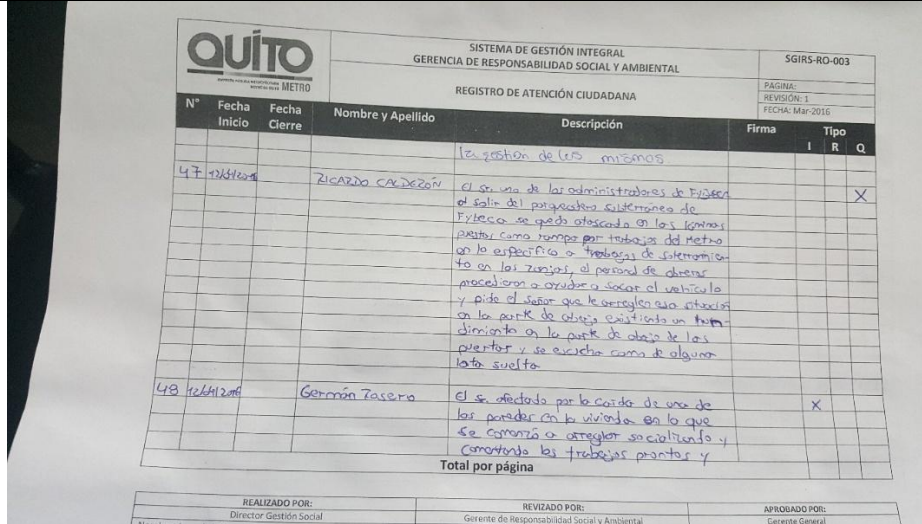 QUITO
METRO
SISTEMA DE GESTIÓN INTEGRAL
GERENCIA DE RESPONSABILIDAD SOCIAL Y AMBIENTAL
REGISTRO DE ATENCIÓN CIUDADANA
SGIRS-RO-003
PAGINA:
REVISIÓN: 1
FECHA: Mar-2016
N° Fecha Inicio Fecha Cierre Nombre y Apellido Descripción Firma Tipo
I R Q
la gestion de los mismos
47 RICARDO CALDERÓN El sr. uno de los administradores de Fybeca X
al salir del parqueadero subterráneo de
Fybeca se quedo atascado en las laminas
puestas como rampa por trabajos del Metro
en lo especifico a trabajos de soterramien-
to en las zanjas, el personal de obreros
procedieron a ayudar a sacar el vehículo
y pide el señor que le arreglen esa situación
en la parte de abajo existiendo un hun-
dimiento en la parte de abajo de las
puertas y se escucha como de alguna
lata suelta
48 Germán El sr. afectado por la caida de una de X
las paredes en la vivienda en la que
se comenzó a arreglar socializando y
los trabajos prontos y
Total por página
REALIZADO POR: REVIZADO POR: APROBADO POR:
Director Gestión Social Gerente de Responsabilidad Social y Ambiental Gerente General